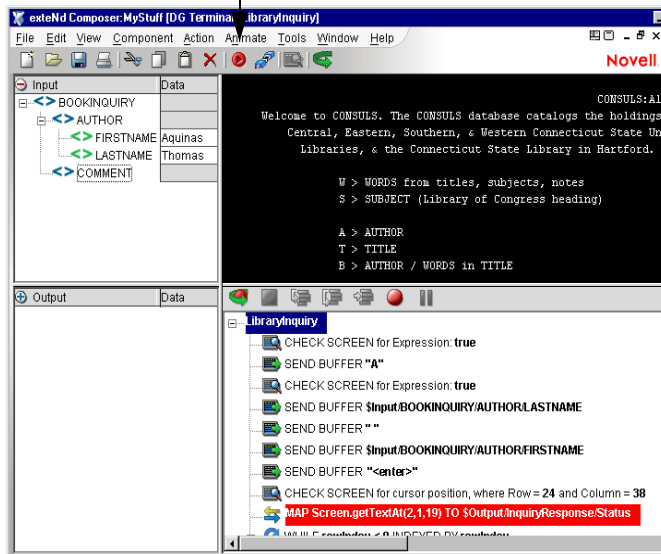 exteNd Composer:MyStuff [DG Terminal LibraryInquiry]
File Edit View Component Action Animate Tools Window Help
Novell.
Input Data
BOOKINQUIRY
AUTHOR
FIRSTNAME Aquinas
LASTNAME Thomas
COMMENT
CONSULS:Al
Welcome to CONSULS. The CONSULS database catalogs the holdings
Central, Eastern, Southern, & Western Connecticut State Un
Libraries, & the Connecticut State Library in Hartford.
W > WORDS from titles, subjects, notes
S > SUBJECT (Library of Congress heading)
A > AUTHOR
T > TITLE
B > AUTHOR / WORDS in TITLE
Output Data
LibraryInquiry
CHECK SCREEN for Expression: true
SEND BUFFER "A"
CHECK SCREEN for Expression: true
SEND BUFFER $Input/BOOKINQUIRY/AUTHOR/LASTNAME
SEND BUFFER " "
SEND BUFFER $Input/BOOKINQUIRY/AUTHOR/FIRSTNAME
SEND BUFFER "<enter>"
CHECK SCREEN for cursor position, where Row = 24 and Column = 38
MAP Screen.getTextAt(2,1,19) TO $Output/InquiryResponse/Status
WHILE rowIndex < 9 INDEXED BY rowIndex